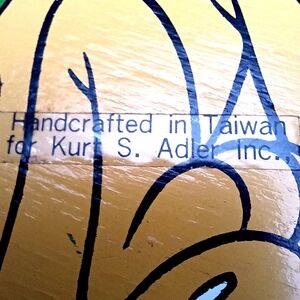 Handcrafted in Taiwan
for Kurt S. Adler Inc.,